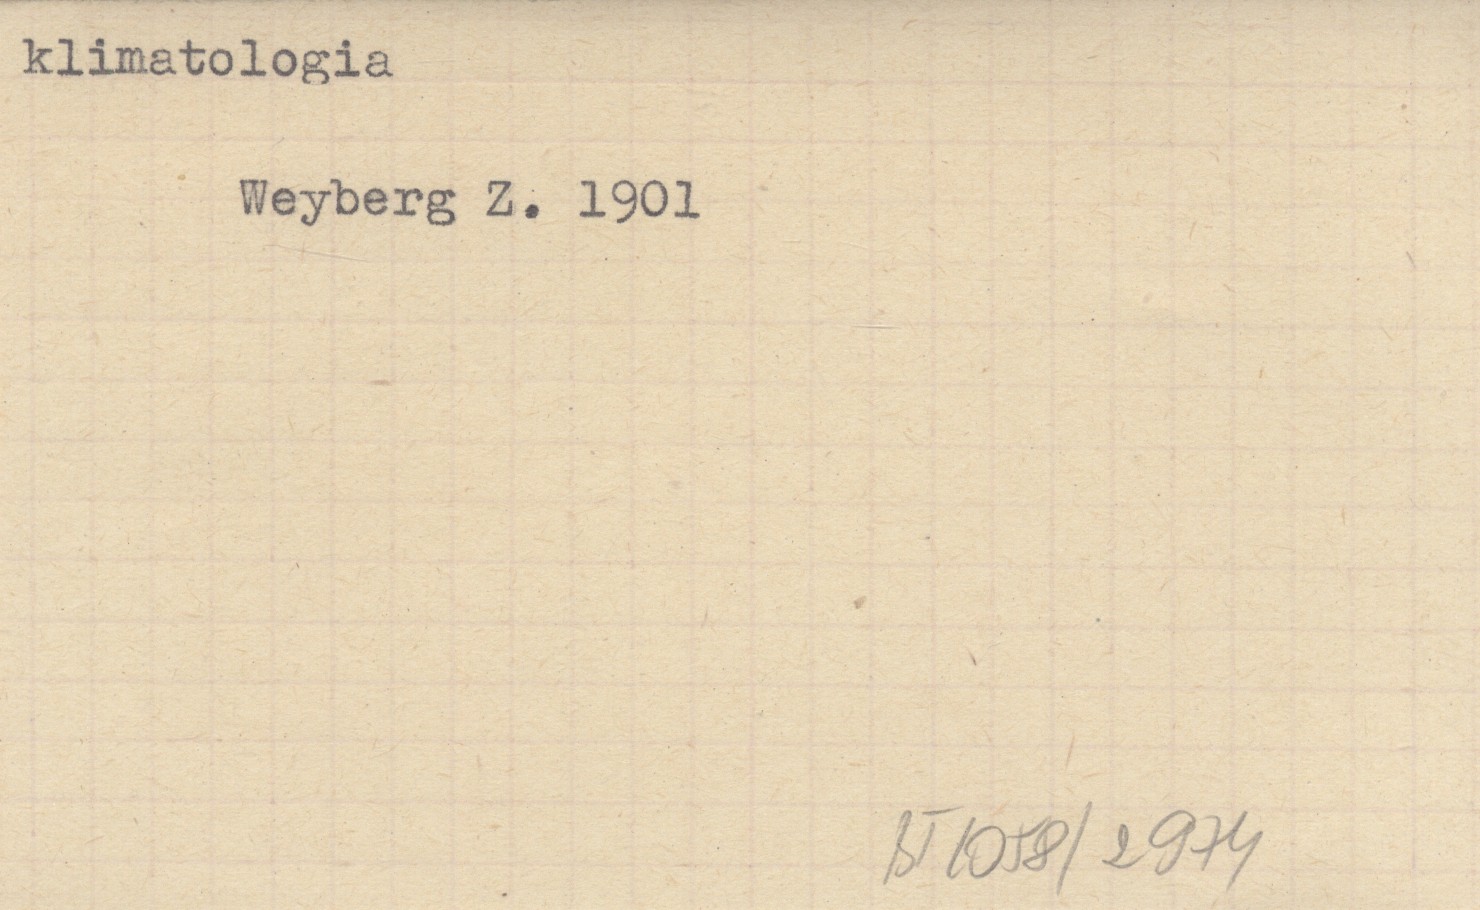 klimatologia
Weyberg Z. 1901
BT 1058/2974